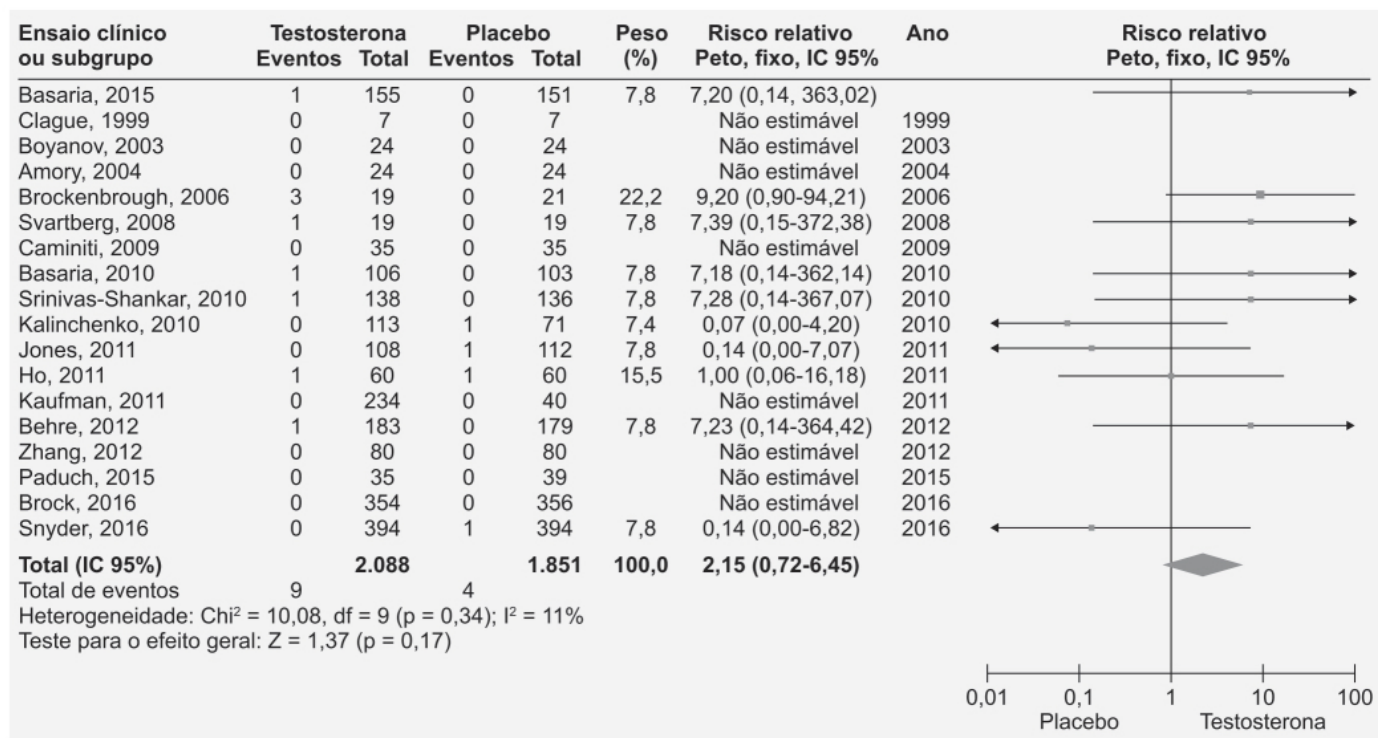 Ensaio clínico Testosterona Placebo Peso Risco relativo Ano Risco relativo
ou subgrupo Eventos Total Eventos Total (%) Peto, fixo, IC 95% Peto, fixo, IC 95%
Basaria, 2015 1 155 0 151 7,8 7,20 (0,14, 363,02)
Clague, 1999 0 7 0 7 Não estimável 1999
Boyanov, 2003 0 24 0 24 Não estimável 2003
Amory, 2004 0 24 0 24 Não estimável 2004
Brockenbrough, 2006 3 19 0 21 22,2 9,20 (0,90-94,21) 2006
Svartberg, 2008 1 19 0 19 7,8 7,39 (0,15-372,38) 2008
Caminiti, 2009 0 35 0 35 Não estimável 2009
Basaria, 2010 1 106 0 103 7,8 7,18 (0,14-362,14) 2010
Srinivas-Shankar, 2010 1 138 0 136 7,8 7,28 (0,14-367,07) 2010
Kalinchenko, 2010 0 113 1 71 7,4 0,07 (0,00-4,20) 2010
Jones, 2011 0 108 1 112 7,8 0,14 (0,00-7,07) 2011
Ho, 2011 1 60 1 60 15,5 1,00 (0,06-16,18) 2011
Kaufman, 2011 0 234 0 40 Não estimável 2011
Behre, 2012 1 183 0 179 7,8 7,23 (0,14-364,42) 2012
Zhang, 2012 0 80 0 80 Não estimável 2012
Paduch, 2015 0 35 0 39 Não estimável 2015
Brock, 2016 0 354 0 356 Não estimável 2016
Snyder, 2016 0 394 1 394 7,8 0,14 (0,00-6,82) 2016
Total (IC 95%) 2.088 1.851 100,0 2,15 (0,72-6,45)
Total de eventos 9 4
Heterogeneidade: Chi² = 10,08, df = 9 (p = 0,34); I² = 11%
Teste para o efeito geral: Z = 1,37 (p = 0,17)
0,01 0,1 1 10 100
Placebo Testosterona